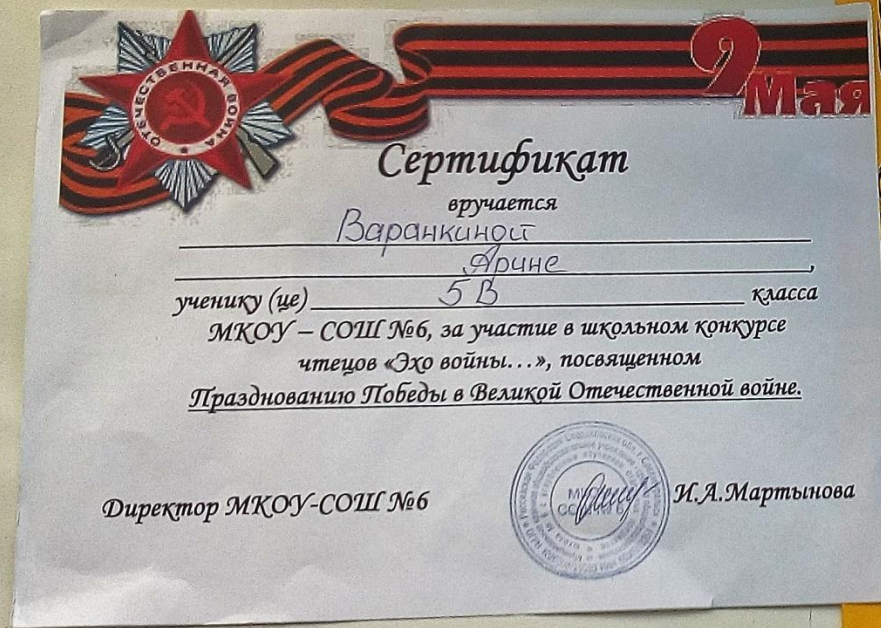 ОТЕЧЕСТВЕННАЯ ВОЙНА
9 Мая
Сертификат
вручается
Варанкиной
Арине
,
ученику (це) 5 В класса
МКОУ – СОШ №6, за участие в школьном конкурсе
чтецов «Эхо войны…», посвященном
Празднованию Победы в Великой Отечественной войне.
Директор МКОУ-СОШ №6 И.А.Мартынова